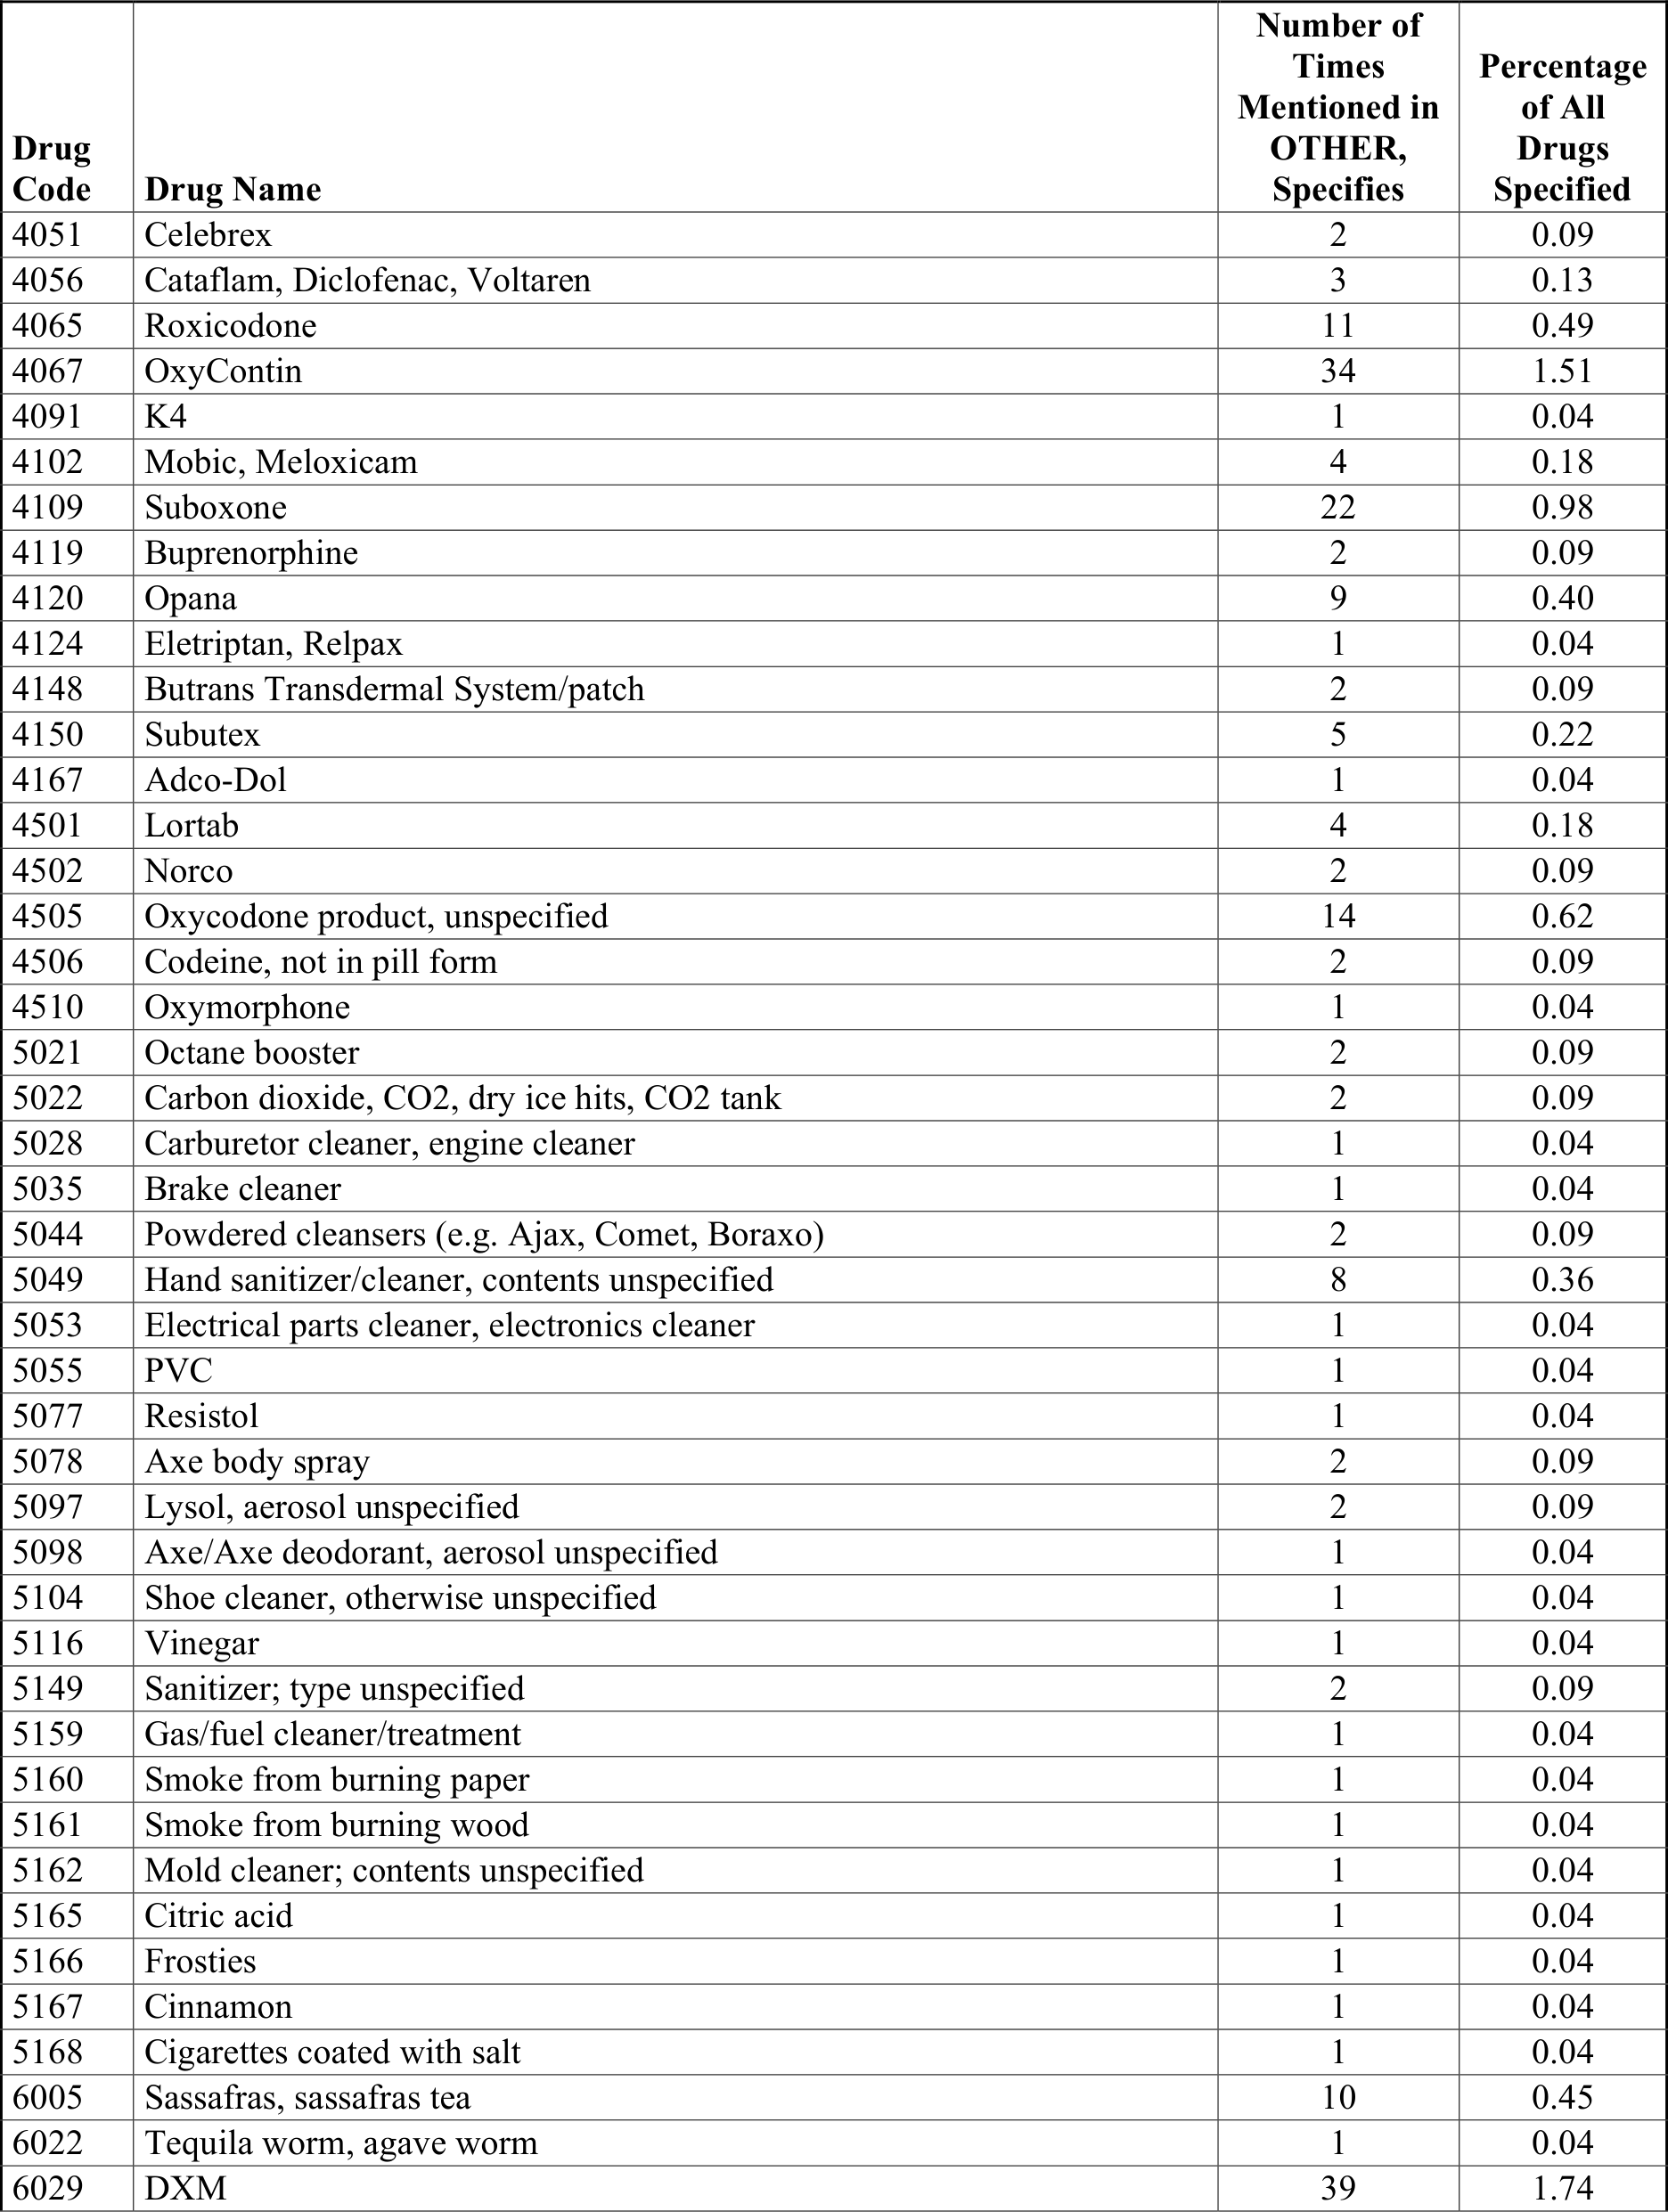 Drug Code | Drug Name | Number of Times Mentioned in OTHER, Specifies | Percentage of All Drugs Specified
4051 | Celebrex | 2 | 0.09
4056 | Cataflam, Diclofenac, Voltaren | 3 | 0.13
4065 | Roxicodone | 11 | 0.49
4067 | OxyContin | 34 | 1.51
4091 | K4 | 1 | 0.04
4102 | Mobic, Meloxicam | 4 | 0.18
4109 | Suboxone | 22 | 0.98
4119 | Buprenorphine | 2 | 0.09
4120 | Opana | 9 | 0.40
4124 | Eletriptan, Relpax | 1 | 0.04
4148 | Butrans Transdermal System/patch | 2 | 0.09
4150 | Subutex | 5 | 0.22
4167 | Adco-Dol | 1 | 0.04
4501 | Lortab | 4 | 0.18
4502 | Norco | 2 | 0.09
4505 | Oxycodone product, unspecified | 14 | 0.62
4506 | Codeine, not in pill form | 2 | 0.09
4510 | Oxymorphone | 1 | 0.04
5021 | Octane booster | 2 | 0.09
5022 | Carbon dioxide, CO2, dry ice hits, CO2 tank | 2 | 0.09
5028 | Carburetor cleaner, engine cleaner | 1 | 0.04
5035 | Brake cleaner | 1 | 0.04
5044 | Powdered cleansers (e.g. Ajax, Comet, Boraxo) | 2 | 0.09
5049 | Hand sanitizer/cleaner, contents unspecified | 8 | 0.36
5053 | Electrical parts cleaner, electronics cleaner | 1 | 0.04
5055 | PVC | 1 | 0.04
5077 | Resistol | 1 | 0.04
5078 | Axe body spray | 2 | 0.09
5097 | Lysol, aerosol unspecified | 2 | 0.09
5098 | Axe/Axe deodorant, aerosol unspecified | 1 | 0.04
5104 | Shoe cleaner, otherwise unspecified | 1 | 0.04
5116 | Vinegar | 1 | 0.04
5149 | Sanitizer; type unspecified | 2 | 0.09
5159 | Gas/fuel cleaner/treatment | 1 | 0.04
5160 | Smoke from burning paper | 1 | 0.04
5161 | Smoke from burning wood | 1 | 0.04
5162 | Mold cleaner; contents unspecified | 1 | 0.04
5165 | Citric acid | 1 | 0.04
5166 | Frosties | 1 | 0.04
5167 | Cinnamon | 1 | 0.04
5168 | Cigarettes coated with salt | 1 | 0.04
6005 | Sassafras, sassafras tea | 10 | 0.45
6022 | Tequila worm, agave worm | 1 | 0.04
6029 | DXM | 39 | 1.74